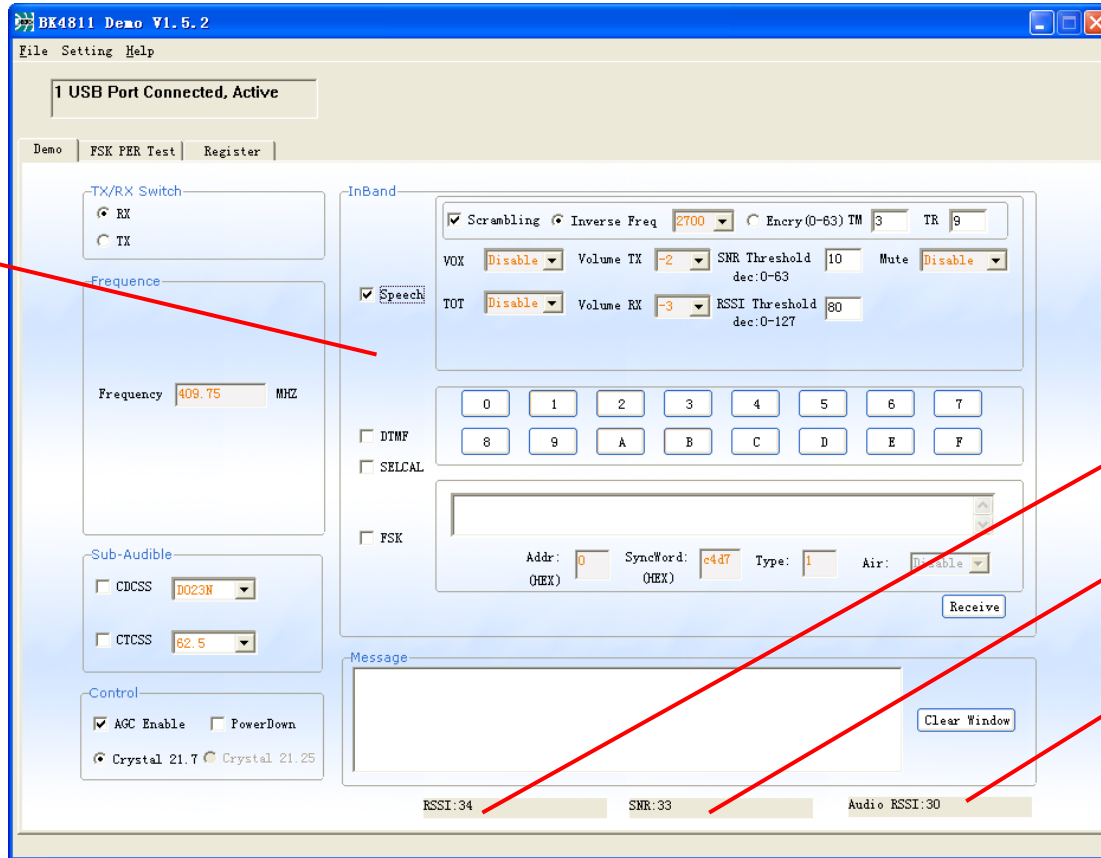 BK4811 Demo V1.5.2
File Setting Help
1 USB Port Connected, Active
Demo FSK PER Test Register
TX/RX Switch
RX
TX
Frequence
Frequency 409.75 MHZ
Sub-Audible
CDCSS D023N
CTCSS 62.5
Control
AGC Enable PowerDown
Crystal 21.7 Crystal 21.25
InBand
Speech
Scrambling Inverse Freq 2700 Encry(0-63) TM 3 TR 9
VOX Disable Volume TX -2 SNR Threshold 10 Mute Disable
dec:0-63
TOT Disable Volume RX -3 RSSI Threshold 80
dec:0-127
DTMF
SELCAL
0 1 2 3 4 5 6 7
8 9 A B C D E F
FSK
Addr: 0 SyncWord: c4d7 Type: 1 Air: Disable
(HEX) (HEX)
Receive
Message
Clear Window
RSSI:34 SNR:33 Audio RSSI:30